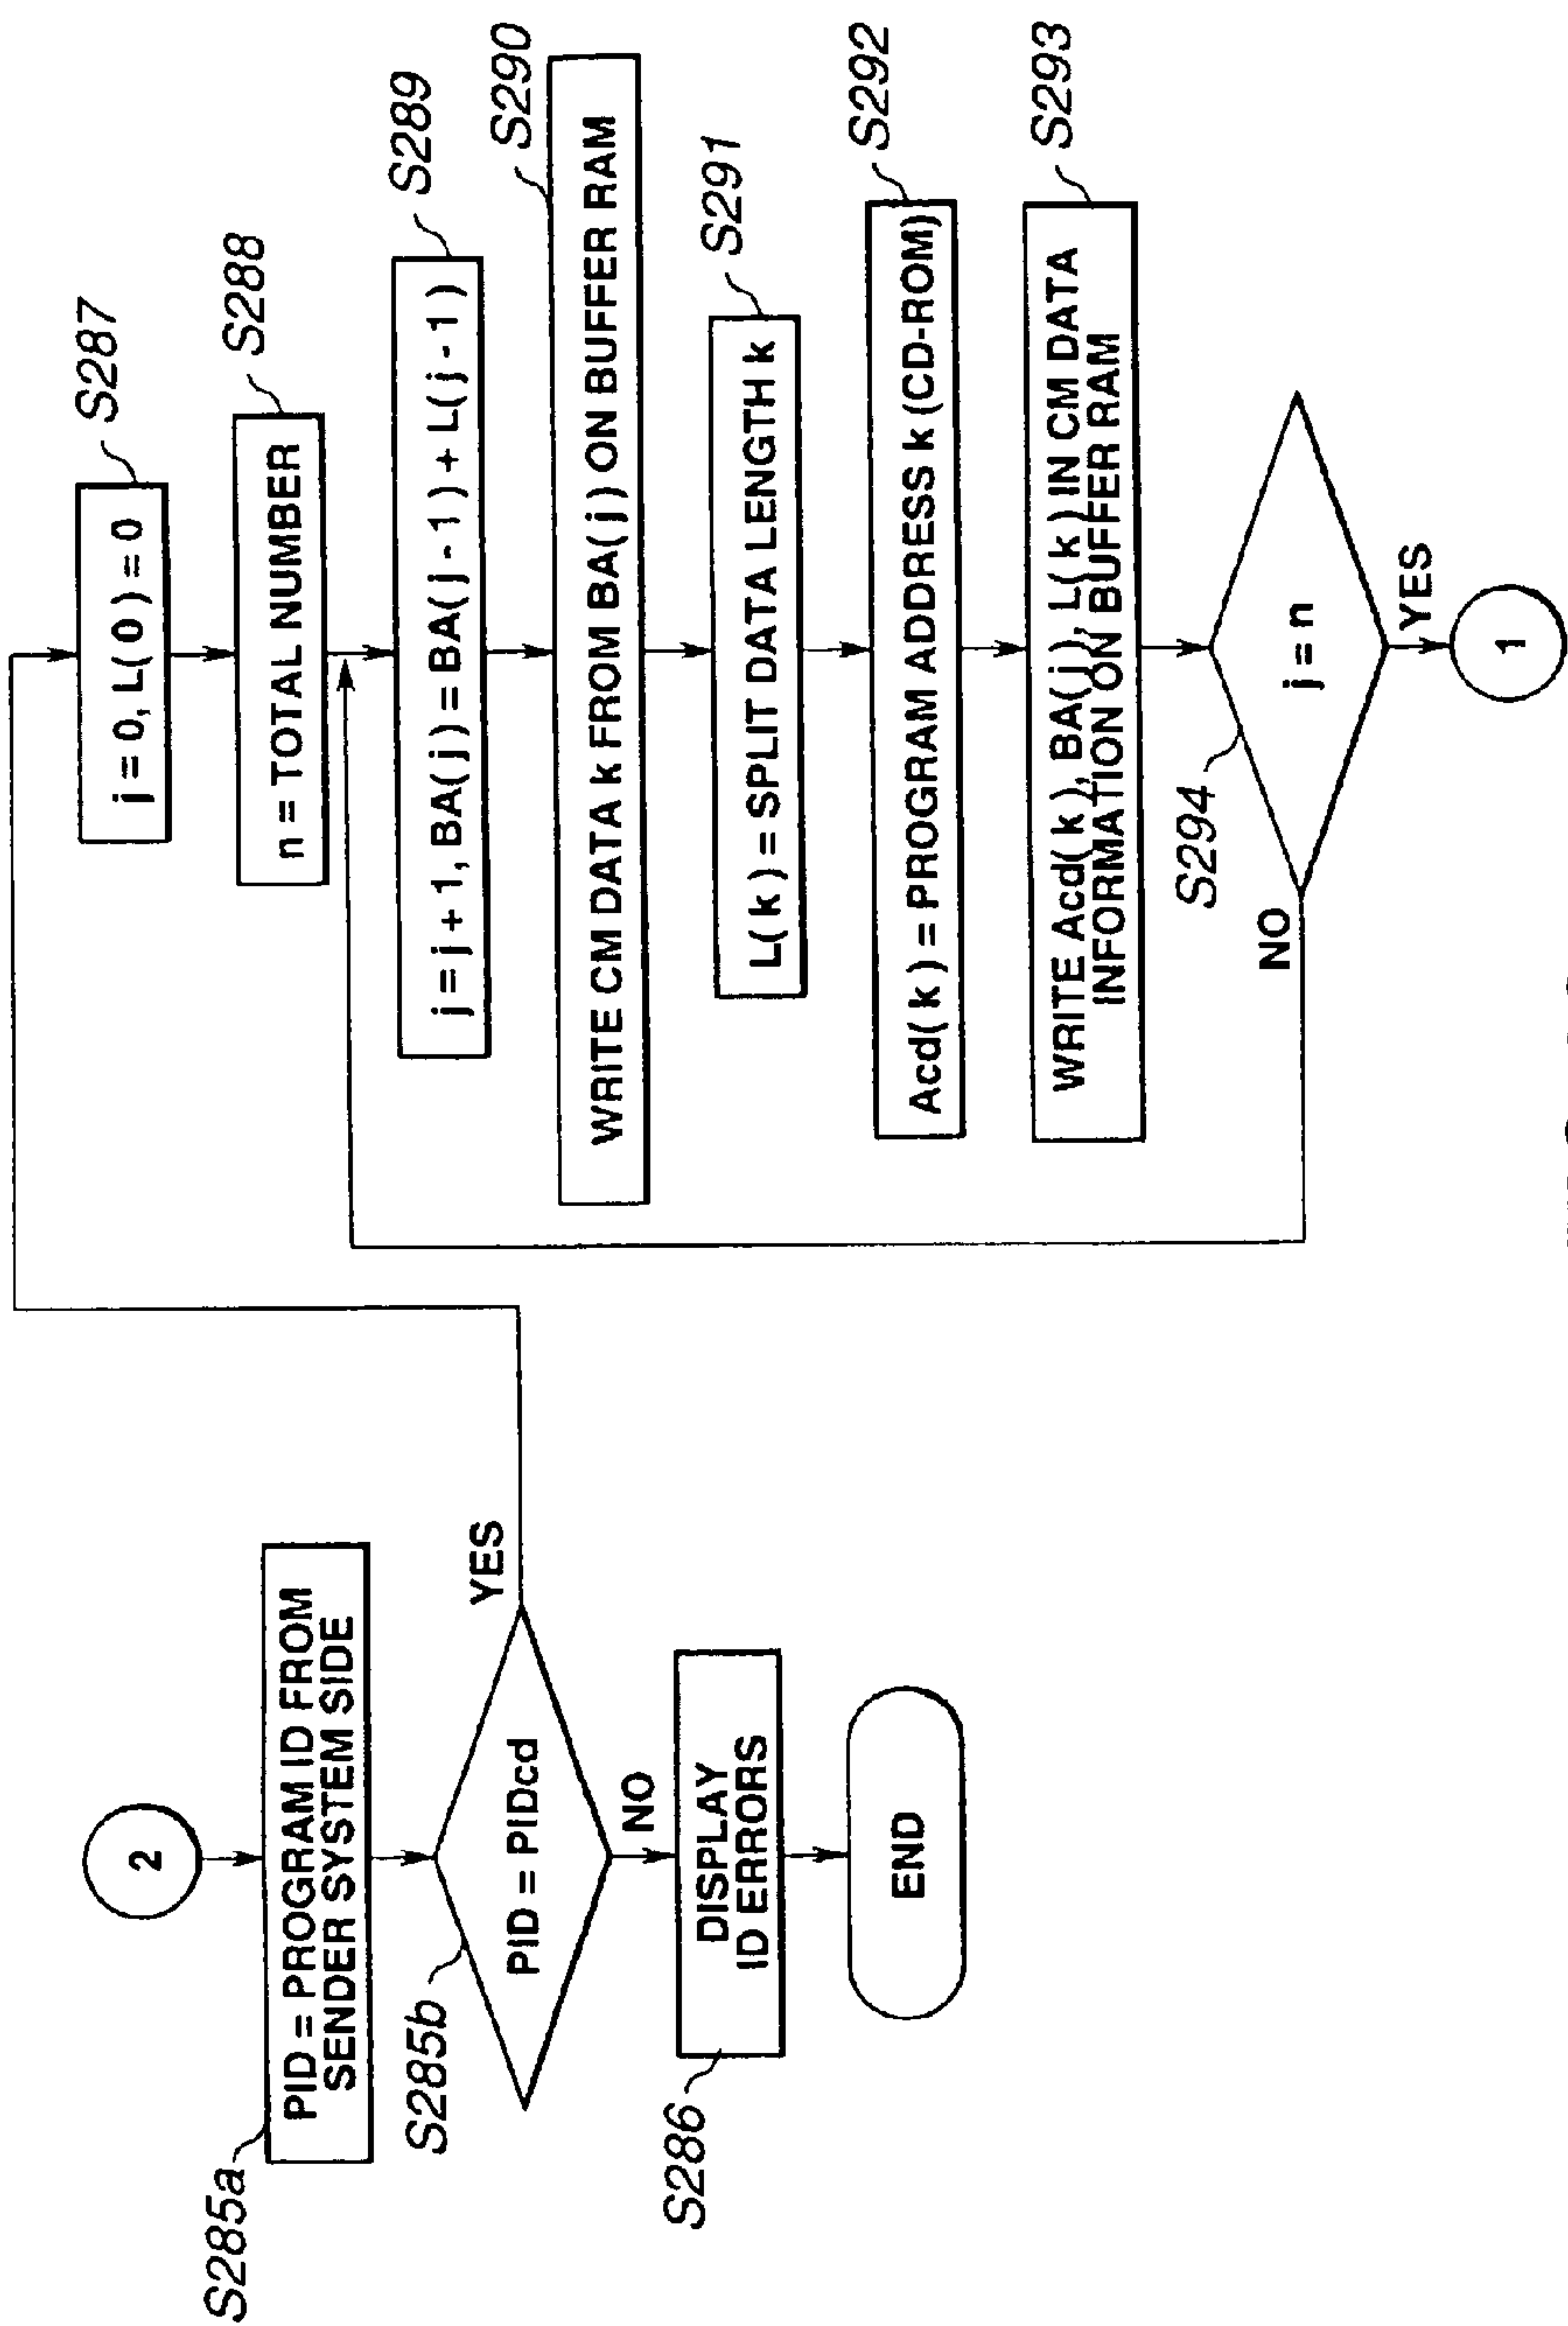 2
S285a
PID = PROGRAM ID FROM
SENDER SYSTEM SIDE
S285b
PID = PIDcd
YES
NO
S286
DISPLAY
ID ERRORS
END
j = 0, L( 0 ) = 0
S287
n = TOTAL NUMBER
S288
j = j + 1, BA( j ) = BA( j - 1 ) + L( j - 1 )
S289
WRITE CM DATA k FROM BA( j ) ON BUFFER RAM
S290
L( k ) = SPLIT DATA LENGTH k
S291
Acd( k ) = PROGRAM ADDRESS k (CD-ROM)
S292
WRITE Acd( k ), BA( j ), L( k ) IN CM DATA
INFORMATION ON BUFFER RAM
S293
S294
j = n
NO
YES
1